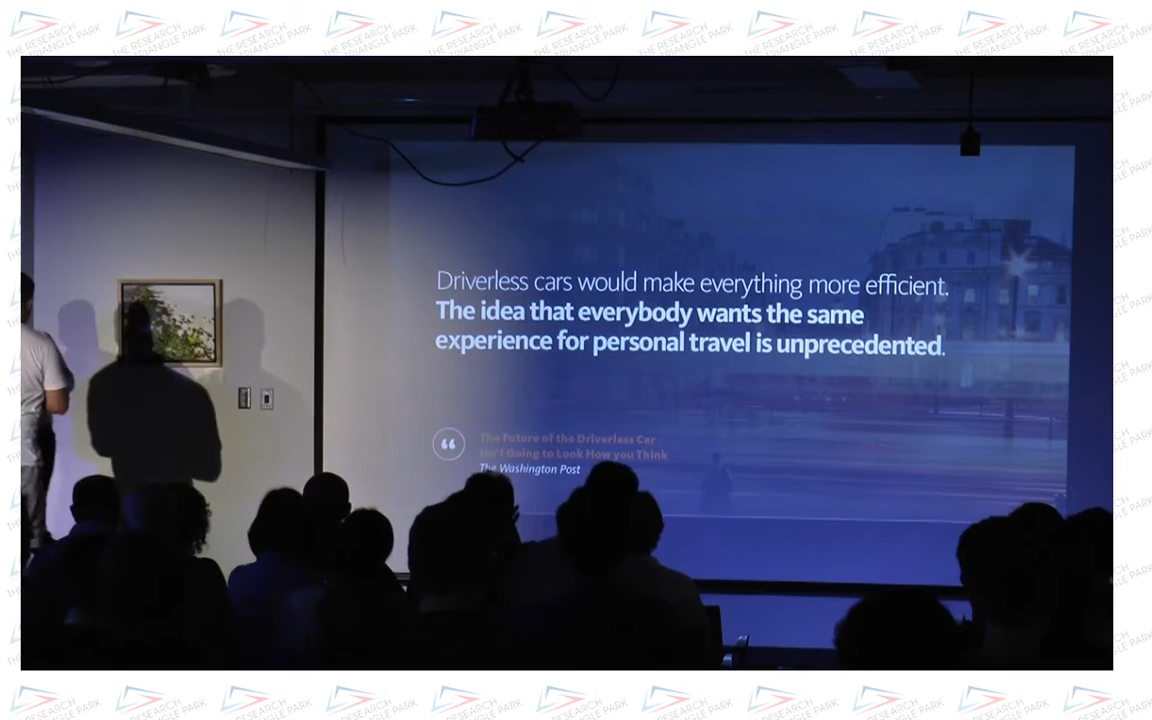 Driverless cars would make everything more efficient.
The idea that everybody wants the same
experience for personal travel is unprecedented.
The Future of the Driverless Car
Isn't Going to Look How you Think
The Washington Post
THE RESEARCH
TRIANGLE PARK